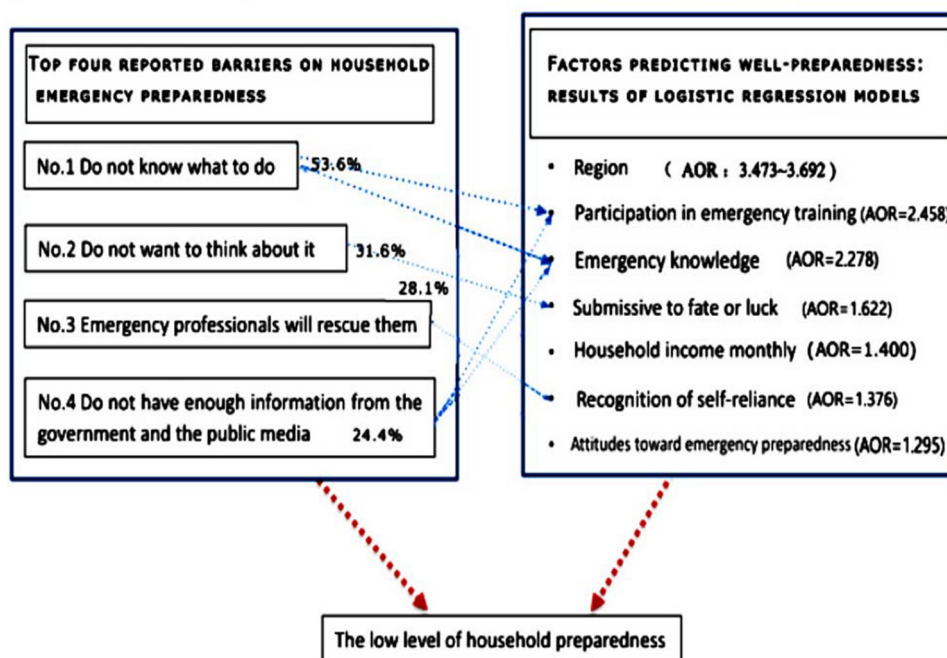 TOP FOUR REPORTED BARRIERS ON HOUSEHOLD
EMERGENCY PREPAREDNESS
No.1 Do not know what to do
53.6%
No.2 Do not want to think about it
31.6%
28.1%
No.3 Emergency professionals will rescue them
No.4 Do not have enough information from the
government and the public media 24.4%
FACTORS PREDICTING WELL-PREPAREDNESS:
RESULTS OF LOGISTIC REGRESSION MODELS
• Region ( AOR : 3.473~3.692)
• Participation in emergency training (AOR=2.458)
• Emergency knowledge (AOR=2.278)
• Submissive to fate or luck (AOR=1.622)
• Household income monthly (AOR=1.400)
• Recognition of self-reliance (AOR=1.376)
• Attitudes toward emergency preparedness (AOR=1.295)
The low level of household preparedness